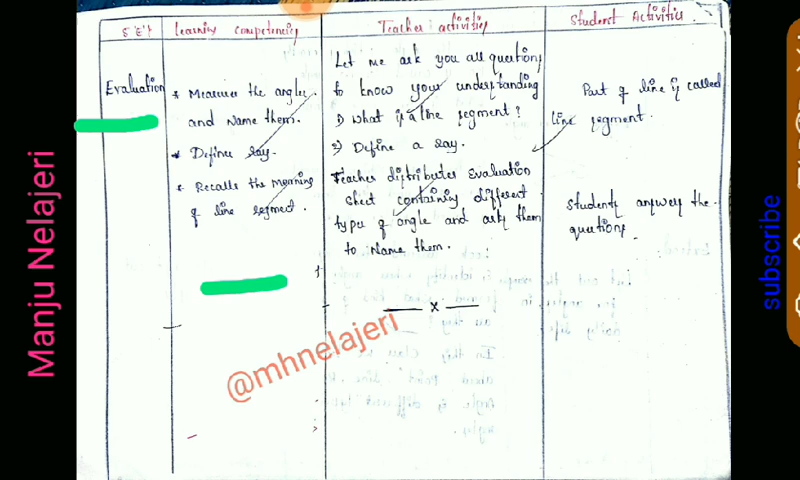 5 E'S
Learning competency
Teacher activity
Student Activities
Evaluation
* Measures the angles
and Name them.
* Defines ray.
* Recalls the meaning
of line segment.
Let me ask you all questions
to know your understanding
1) What is a line segment?
2) Define a ray.
Teacher distributes evaluation
sheet containing different
types of angle and asks them
to Name them.
x
Part of line is called
line segment.
Students answers the
questions.
Manju Nelajeri
@mhnelajeri
subscribe